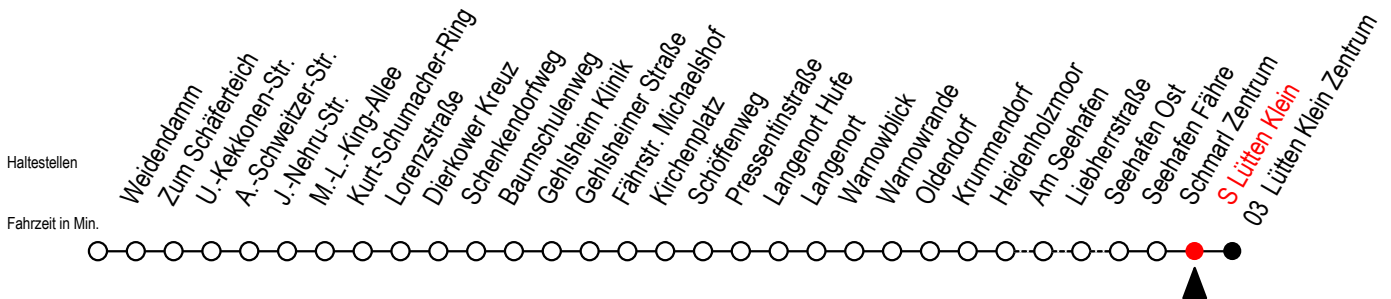 Haltestellen
Fahrzeit in Min.
Weidendamm
Zum Schäferteich
U.-Kekkonen-Str.
A.-Schweitzer-Str.
J.-Nehru-Str.
M.-L.-King-Allee
Kurt-Schumacher-Ring
Lorenzstraße
Dierkower Kreuz
Schenkendorfweg
Baumschulenweg
Gehlsheim Klinik
Gehlsheimer Straße
Fährstr. Michaelshof
Kirchenplatz
Schöffenweg
Pressentinstraße
Langenort Hufe
Langenort
Warnowblick
Warnowrande
Oldendorf
Krummendorf
Heidenholzmoor
Am Seehafen
Liebherrstraße
Seehafen Ost
Seehafen Fähre
Schmarl Zentrum
S Lütten Klein
03 Lütten Klein Zentrum